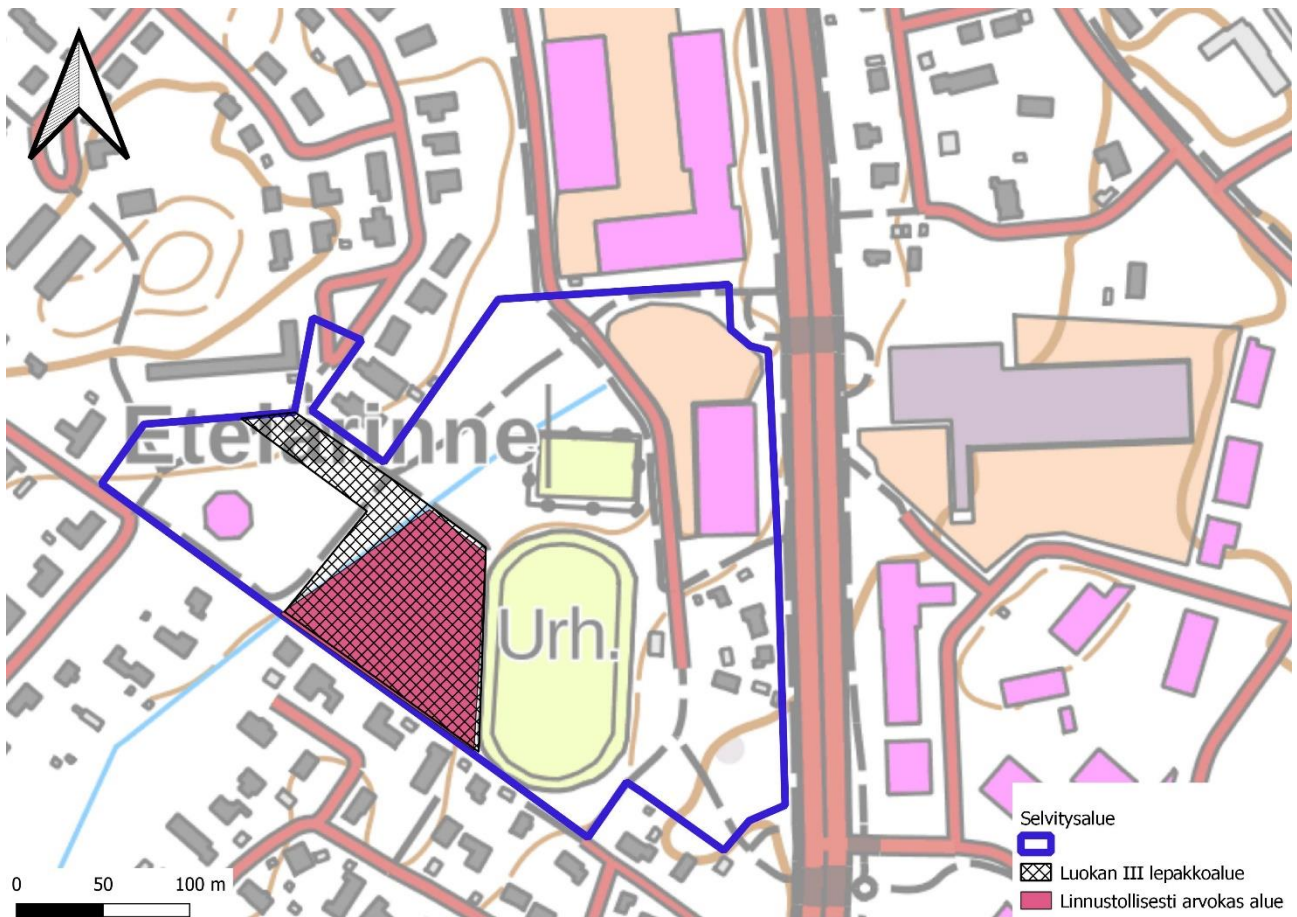 Etelärinne
Urh.
Selvitysalue
Luokan III lepakkoalue
Linnustollisesti arvokas alue
0 50 100 m